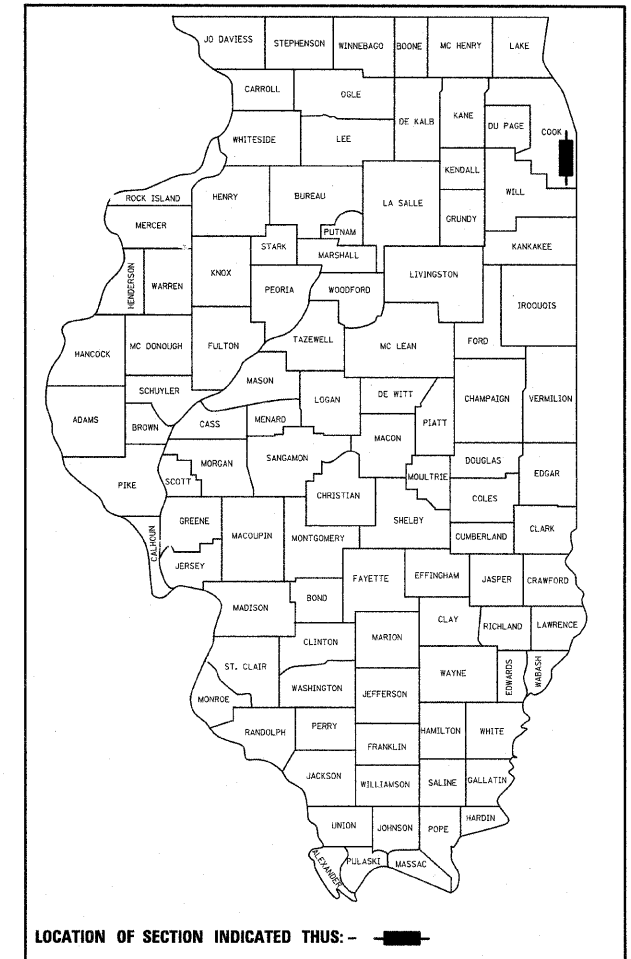 JO DAVIESS STEPHENSON WINNEBAGO BOONE MC HENRY LAKE
CARROLL OGLE DE KALB KANE DU PAGE COOK
WHITESIDE LEE KENDALL WILL
ROCK ISLAND HENRY BUREAU LA SALLE GRUNDY
MERCER STARK PUTNAM MARSHALL KANKAKEE
HENDERSON WARREN KNOX PEORIA WOODFORD LIVINGSTON IROQUOIS
HANCOCK MC DONOUGH FULTON TAZEWELL MC LEAN FORD
SCHUYLER MASON LOGAN DE WITT CHAMPAIGN VERMILION
ADAMS BROWN CASS MENARD MACON PIATT
PIKE SCOTT MORGAN SANGAMON CHRISTIAN MOULTRIE DOUGLAS EDGAR
COLES
CALHOUN GREENE MACOUPIN MONTGOMERY SHELBY CUMBERLAND CLARK
JERSEY FAYETTE EFFINGHAM JASPER CRAWFORD
MADISON BOND CLAY RICHLAND LAWRENCE
CLINTON MARION
ST. CLAIR WASHINGTON JEFFERSON WAYNE EDWARDS WABASH
MONROE
RANDOLPH PERRY FRANKLIN HAMILTON WHITE
JACKSON WILLIAMSON SALINE GALLATIN
UNION JOHNSON POPE HARDIN
ALEXANDER PULASKI MASSAC
LOCATION OF SECTION INDICATED THUS: -